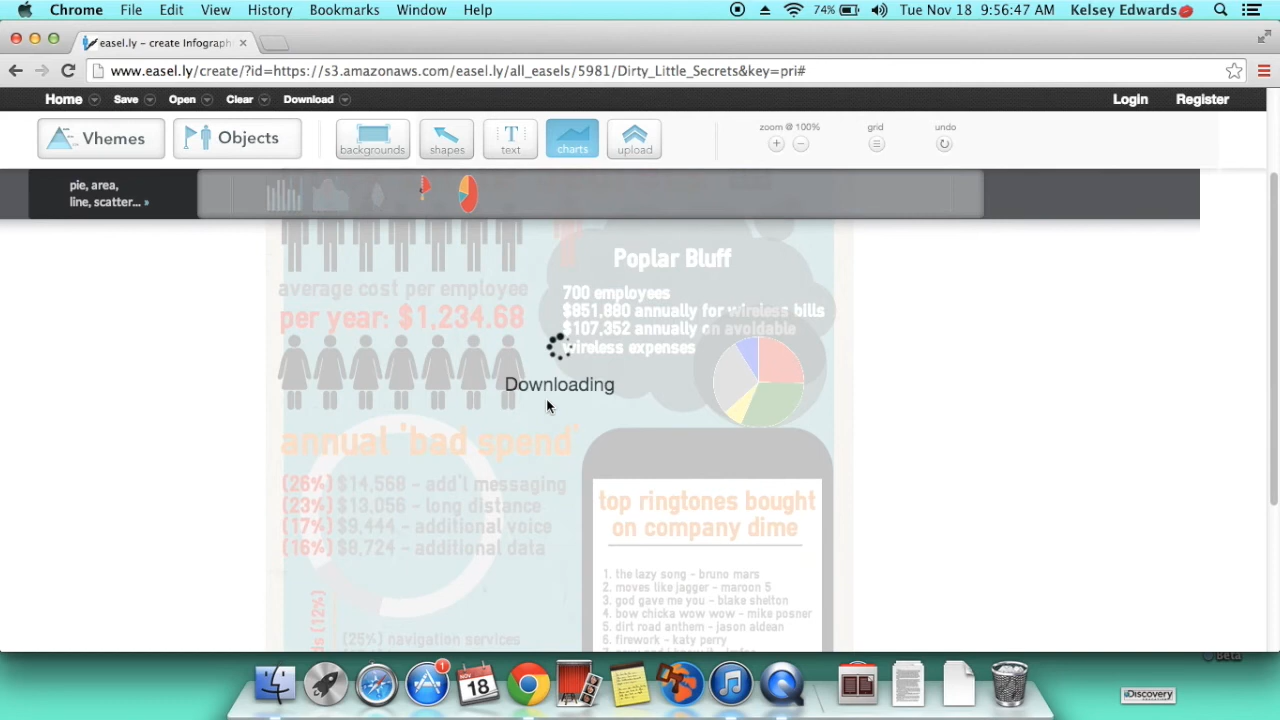 Chrome File Edit View History Bookmarks Window Help 74% Tue Nov 18 9:56:47 AM Kelsey Edwards
easel.ly - create Infograph
www.easel.ly/create/?id=https://s3.amazonaws.com/easel.ly/all_easels/5981/Dirty_Little_Secrets&key=pri#
Home Save Open Clear Download Login Register
Vhemes Objects backgrounds shapes text charts upload zoom @ 100% grid undo
pie, area,
line, scatter... »
average cost per employee
per year: $1,234.68
Poplar Bluff
700 employees
$851,880 annually for wireless bills
$107,352 annually on avoidable
wireless expenses
Downloading
annual 'bad spend'
(26%) $14,568 - add'l messaging
(23%) $13,056 - long distance
(17%) $9,444 - additional voice
(16%) $8,724 - additional data
(12%)
(25%) navigation services
top ringtones bought
on company dime
1. the lazy song - bruno mars
2. moves like jagger - maroon 5
3. god gave me you - blake shelton
4. bow chicka wow wow - mike posner
5. dirt road anthem - jason aldean
6. firework - katy perry
Beta
1
NOV
18
Discovery